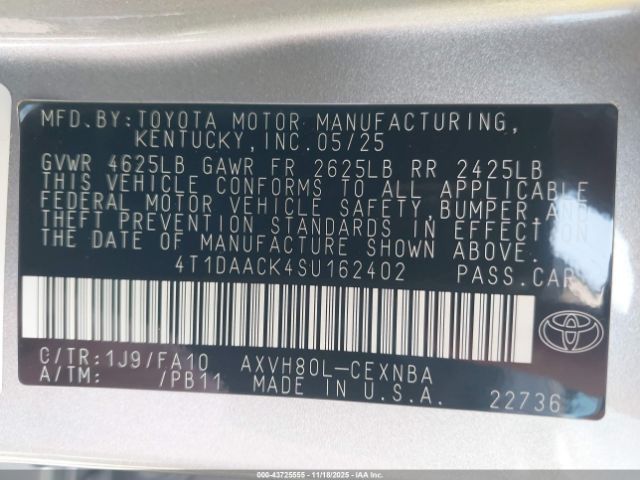 MFD.BY: TOYOTA MOTOR MANUFACTURING,
KENTUCKY, INC. 05/25
GVWR 4625LB GAWR FR 2625LB RR 2425LB
THIS VEHICLE CONFORMS TO ALL APPLICABLE
FEDERAL MOTOR VEHICLE SAFETY, BUMPER, AND
THEFT PREVENTION STANDARDS IN EFFECT ON
THE DATE OF MANUFACTURE SHOWN ABOVE.
4T1DAACK4SU162402 PASS.CAR
C/TR: 1J9/FA10 AXVH80L-CEXNBA
A/TM: /PB11 MADE IN U.S.A.
22736
000-43725555 - 11/18/2025 - IAA Inc.